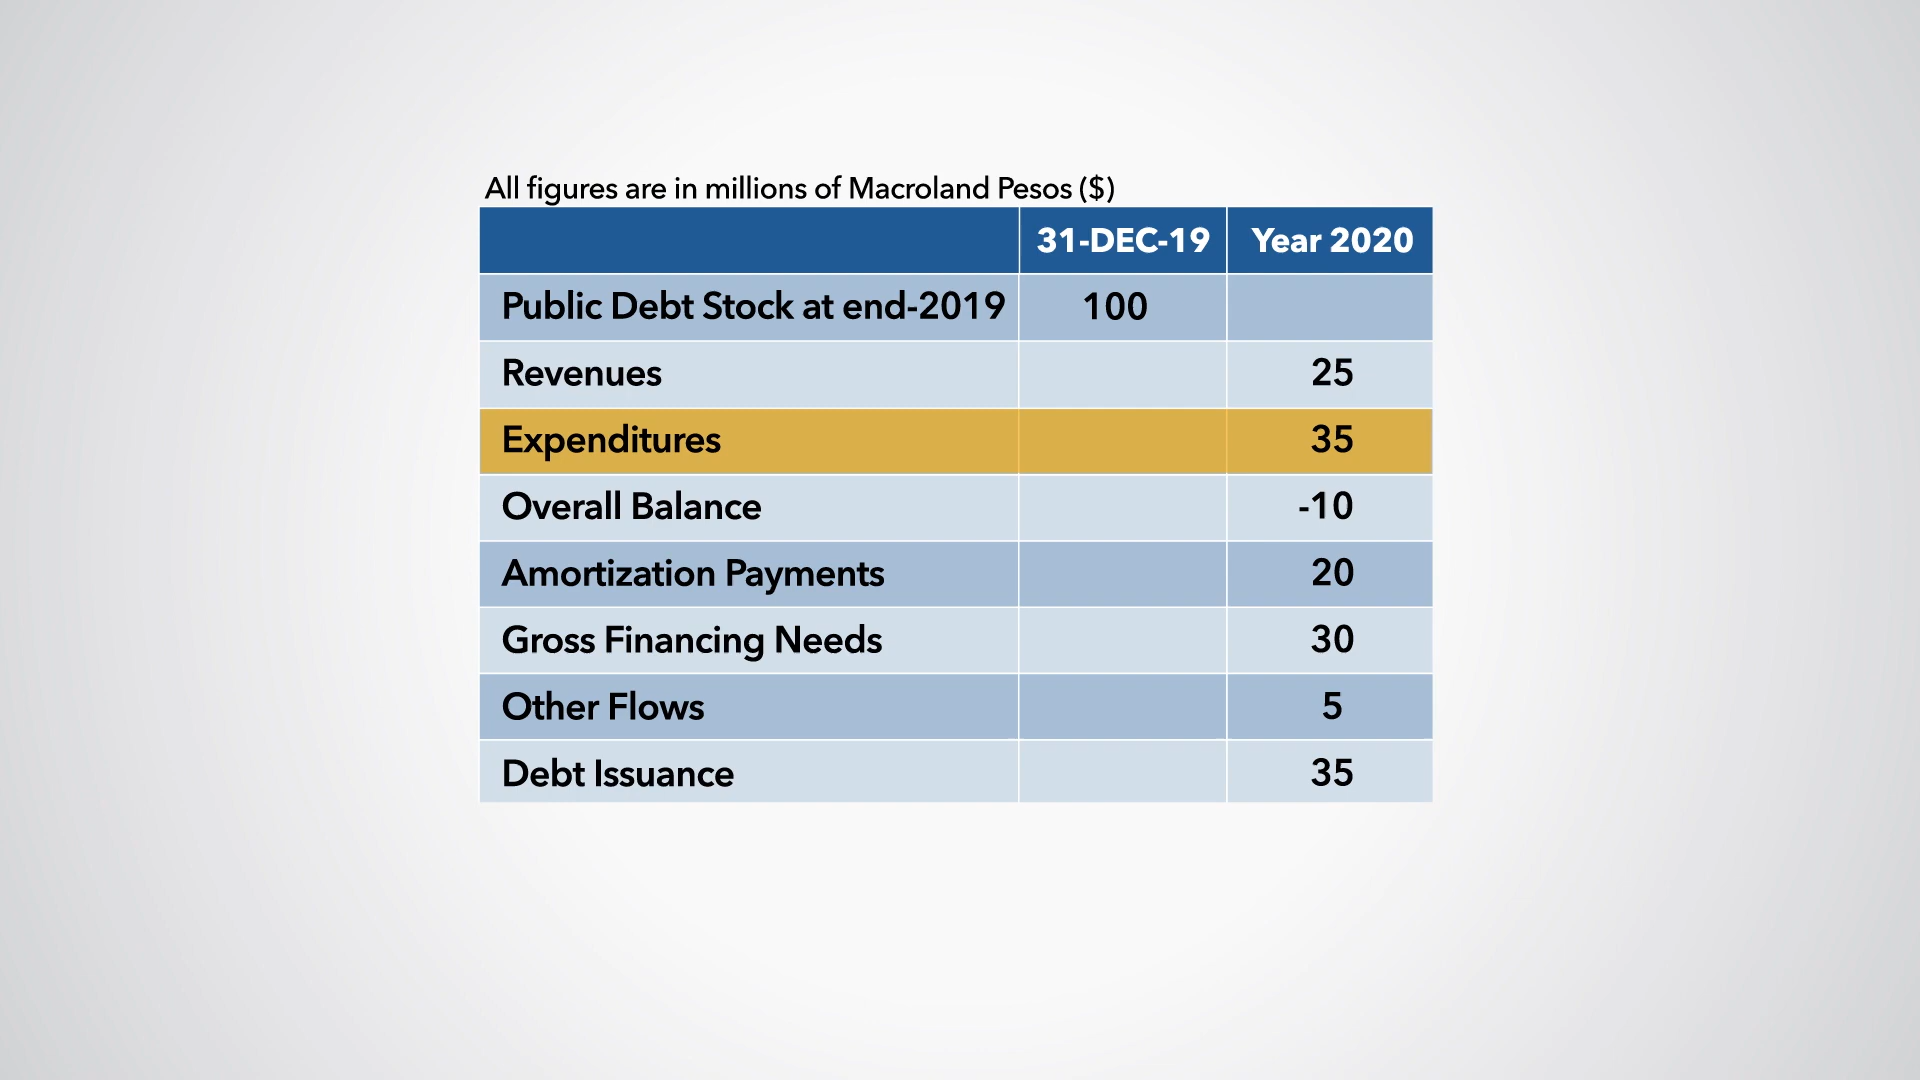 All figures are in millions of Macroland Pesos ($)
31-DEC-19 Year 2020
Public Debt Stock at end-2019 100
Revenues 25
Expenditures 35
Overall Balance -10
Amortization Payments 20
Gross Financing Needs 30
Other Flows 5
Debt Issuance 35